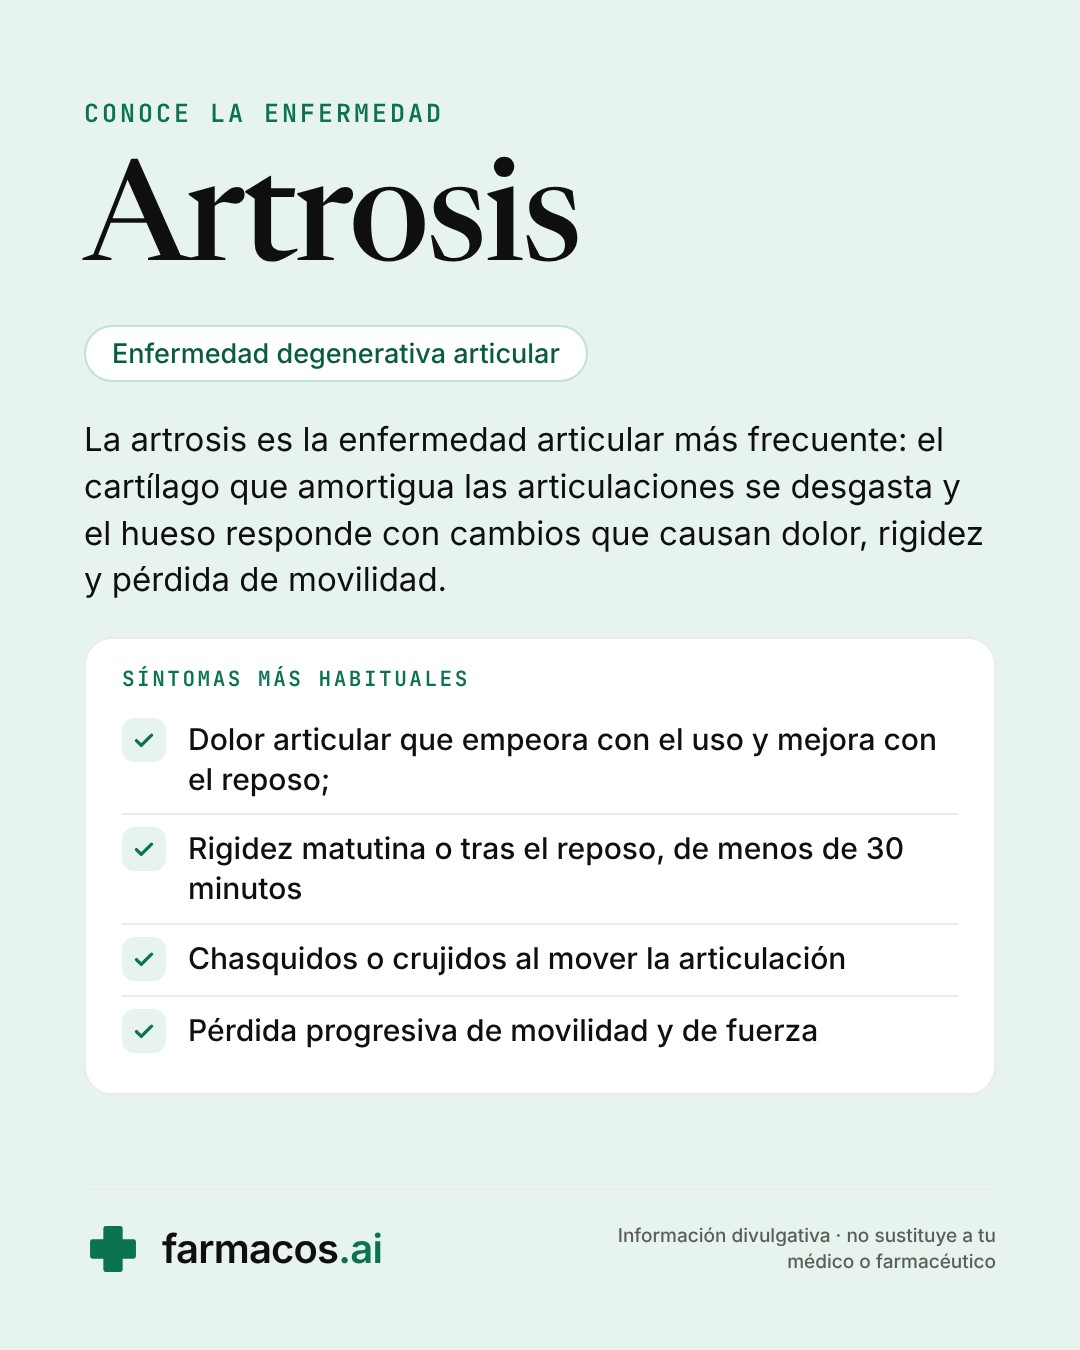 CONOCE LA ENFERMEDAD
Artrosis
Enfermedad degenerativa articular
La artrosis es la enfermedad articular más frecuente: el
cartílago que amortigua las articulaciones se desgasta y
el hueso responde con cambios que causan dolor, rigidez
y pérdida de movilidad.
SÍNTOMAS MÁS HABITUALES
Dolor articular que empeora con el uso y mejora con
el reposo;
Rigidez matutina o tras el reposo, de menos de 30
minutos
Chasquidos o crujidos al mover la articulación
Pérdida progresiva de movilidad y de fuerza
farmacos.ai
Información divulgativa · no sustituye a tu
médico o farmacéutico